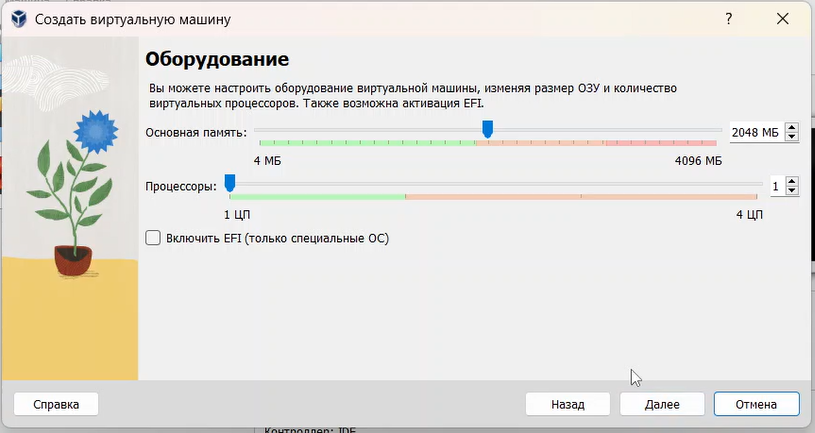 Создать виртуальную машину
?
Оборудование
Вы можете настроить оборудование виртуальной машины, изменяя размер ОЗУ и количество
виртуальных процессоров. Также возможна активация EFI.
Основная память:
2048 МБ
4 МБ
4096 МБ
Процессоры:
1
1 ЦП
4 ЦП
Включить EFI (только специальные ОС)
Справка
Назад
Далее
Отмена
Контроллер: IDE